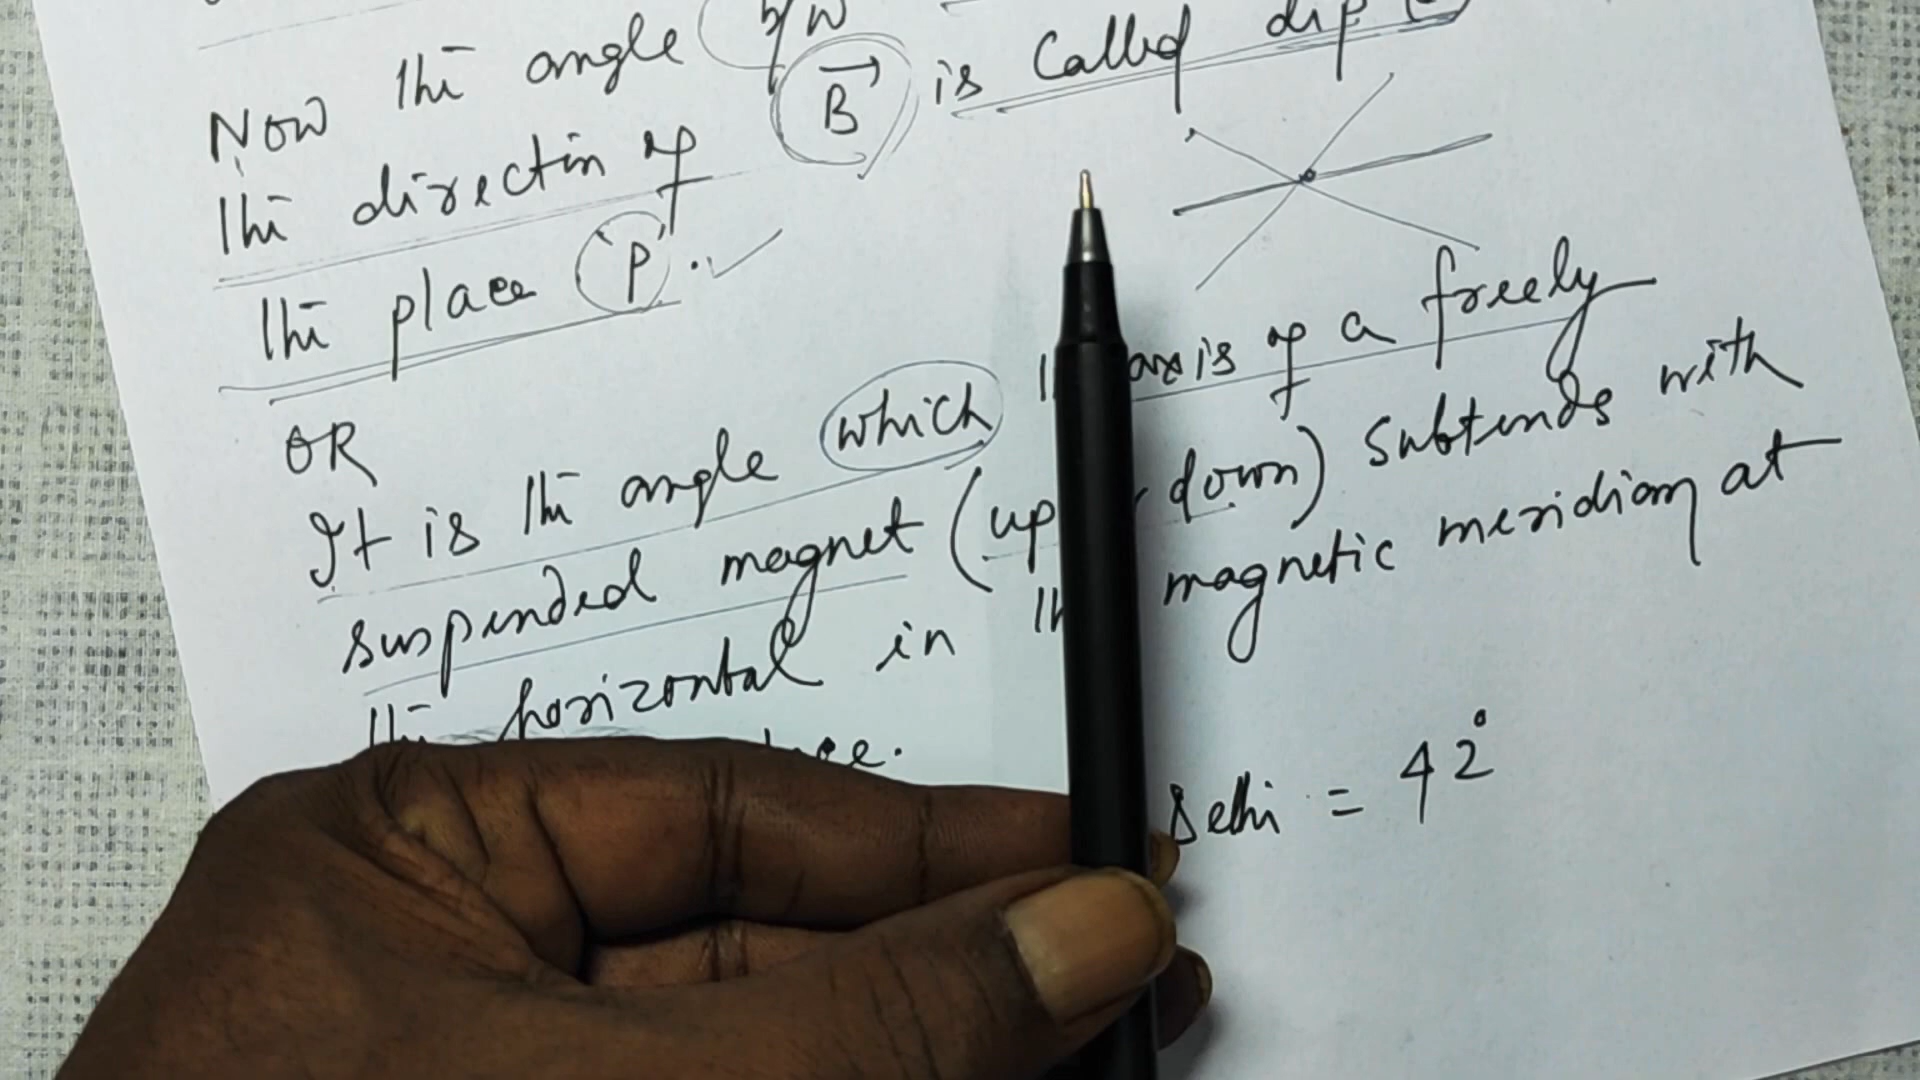 Now the angle b/w
the direction of B is called dip
the place 'P'.
OR
It is the angle which axis of a freely
suspended magnet (up down) subtends with
the horizontal in magnetic meridian at
Delhi = 42°